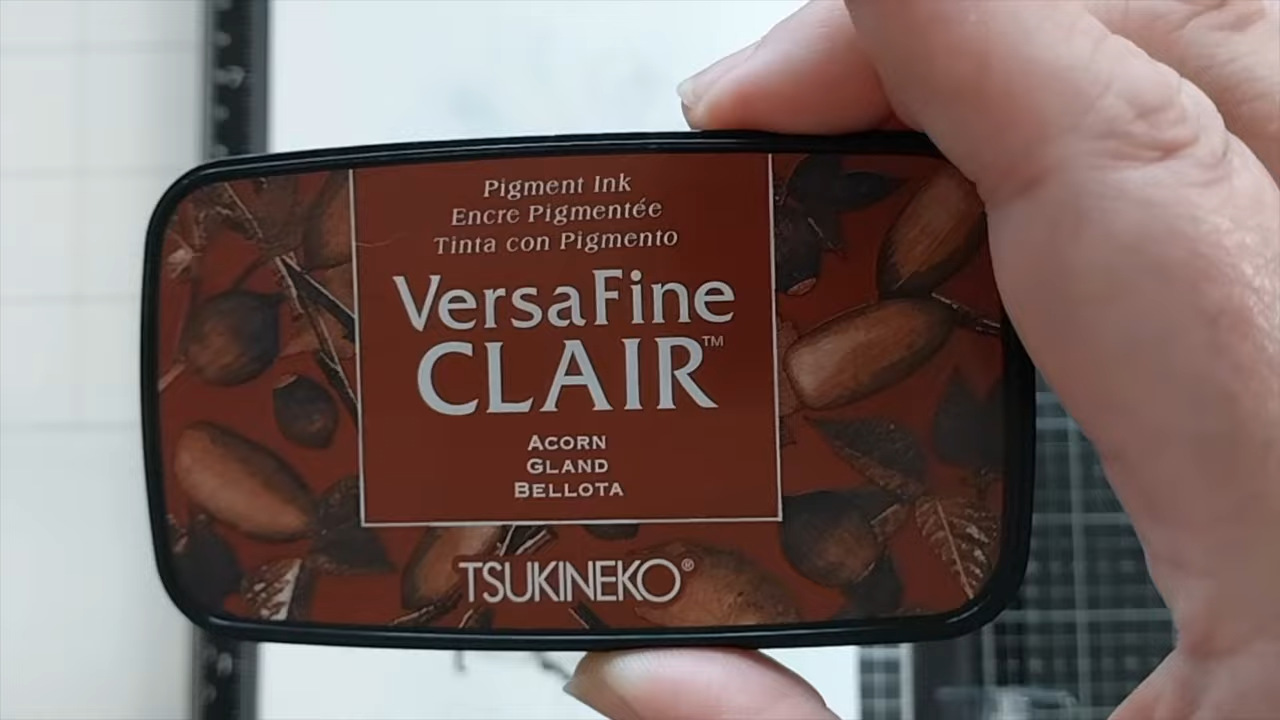 Pigment Ink
Encre Pigmentée
Tinta con Pigmento
VersaFine
CLAIR™
ACORN
GLAND
BELLOTA
TSUKINEKO®